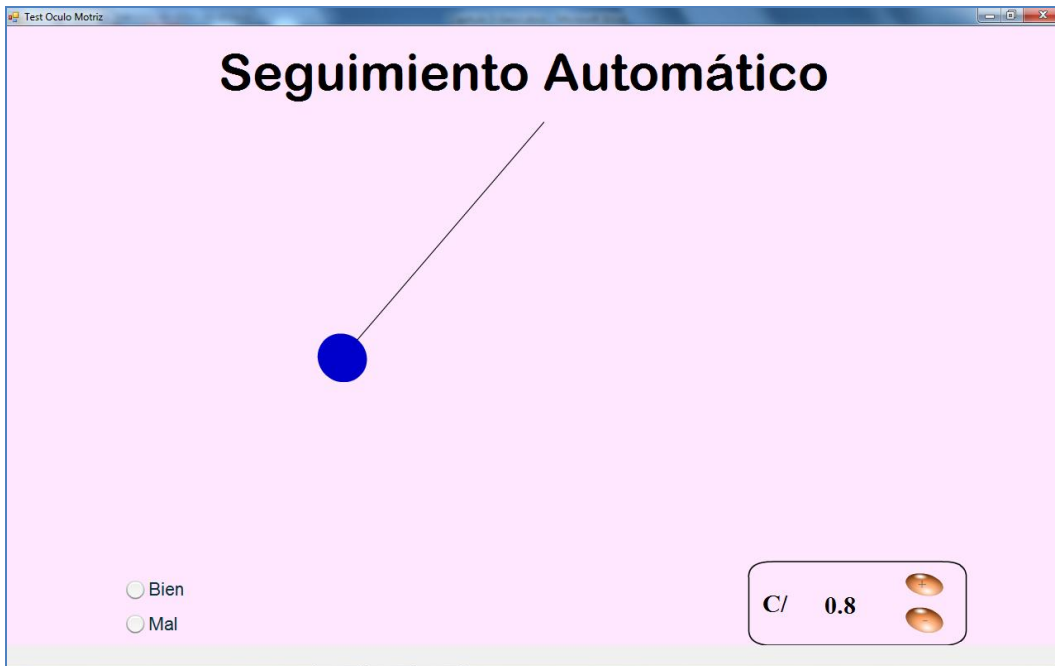 Test Oculo Motriz
Seguimiento Automático
Bien
Mal
C/ 0.8
+
-